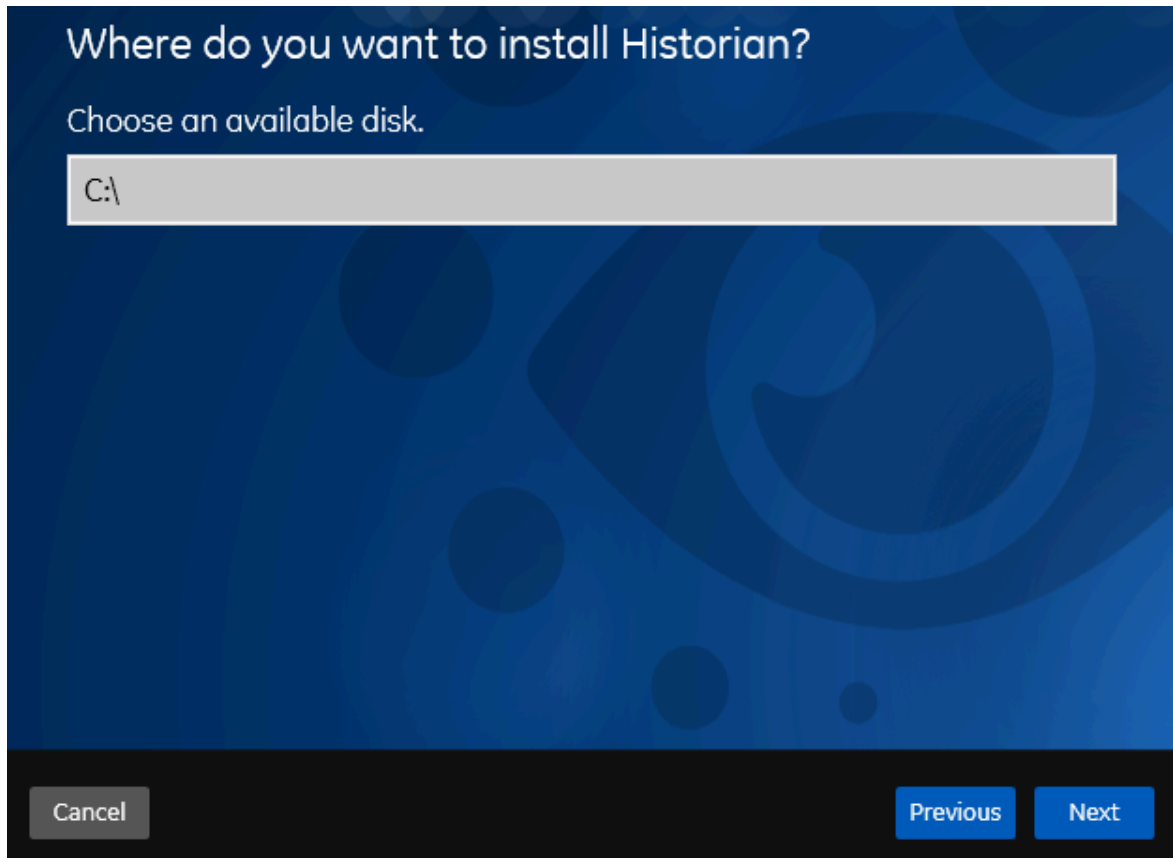 Where do you want to install Historian?
Choose an available disk.
C:\
Cancel
Previous
Next